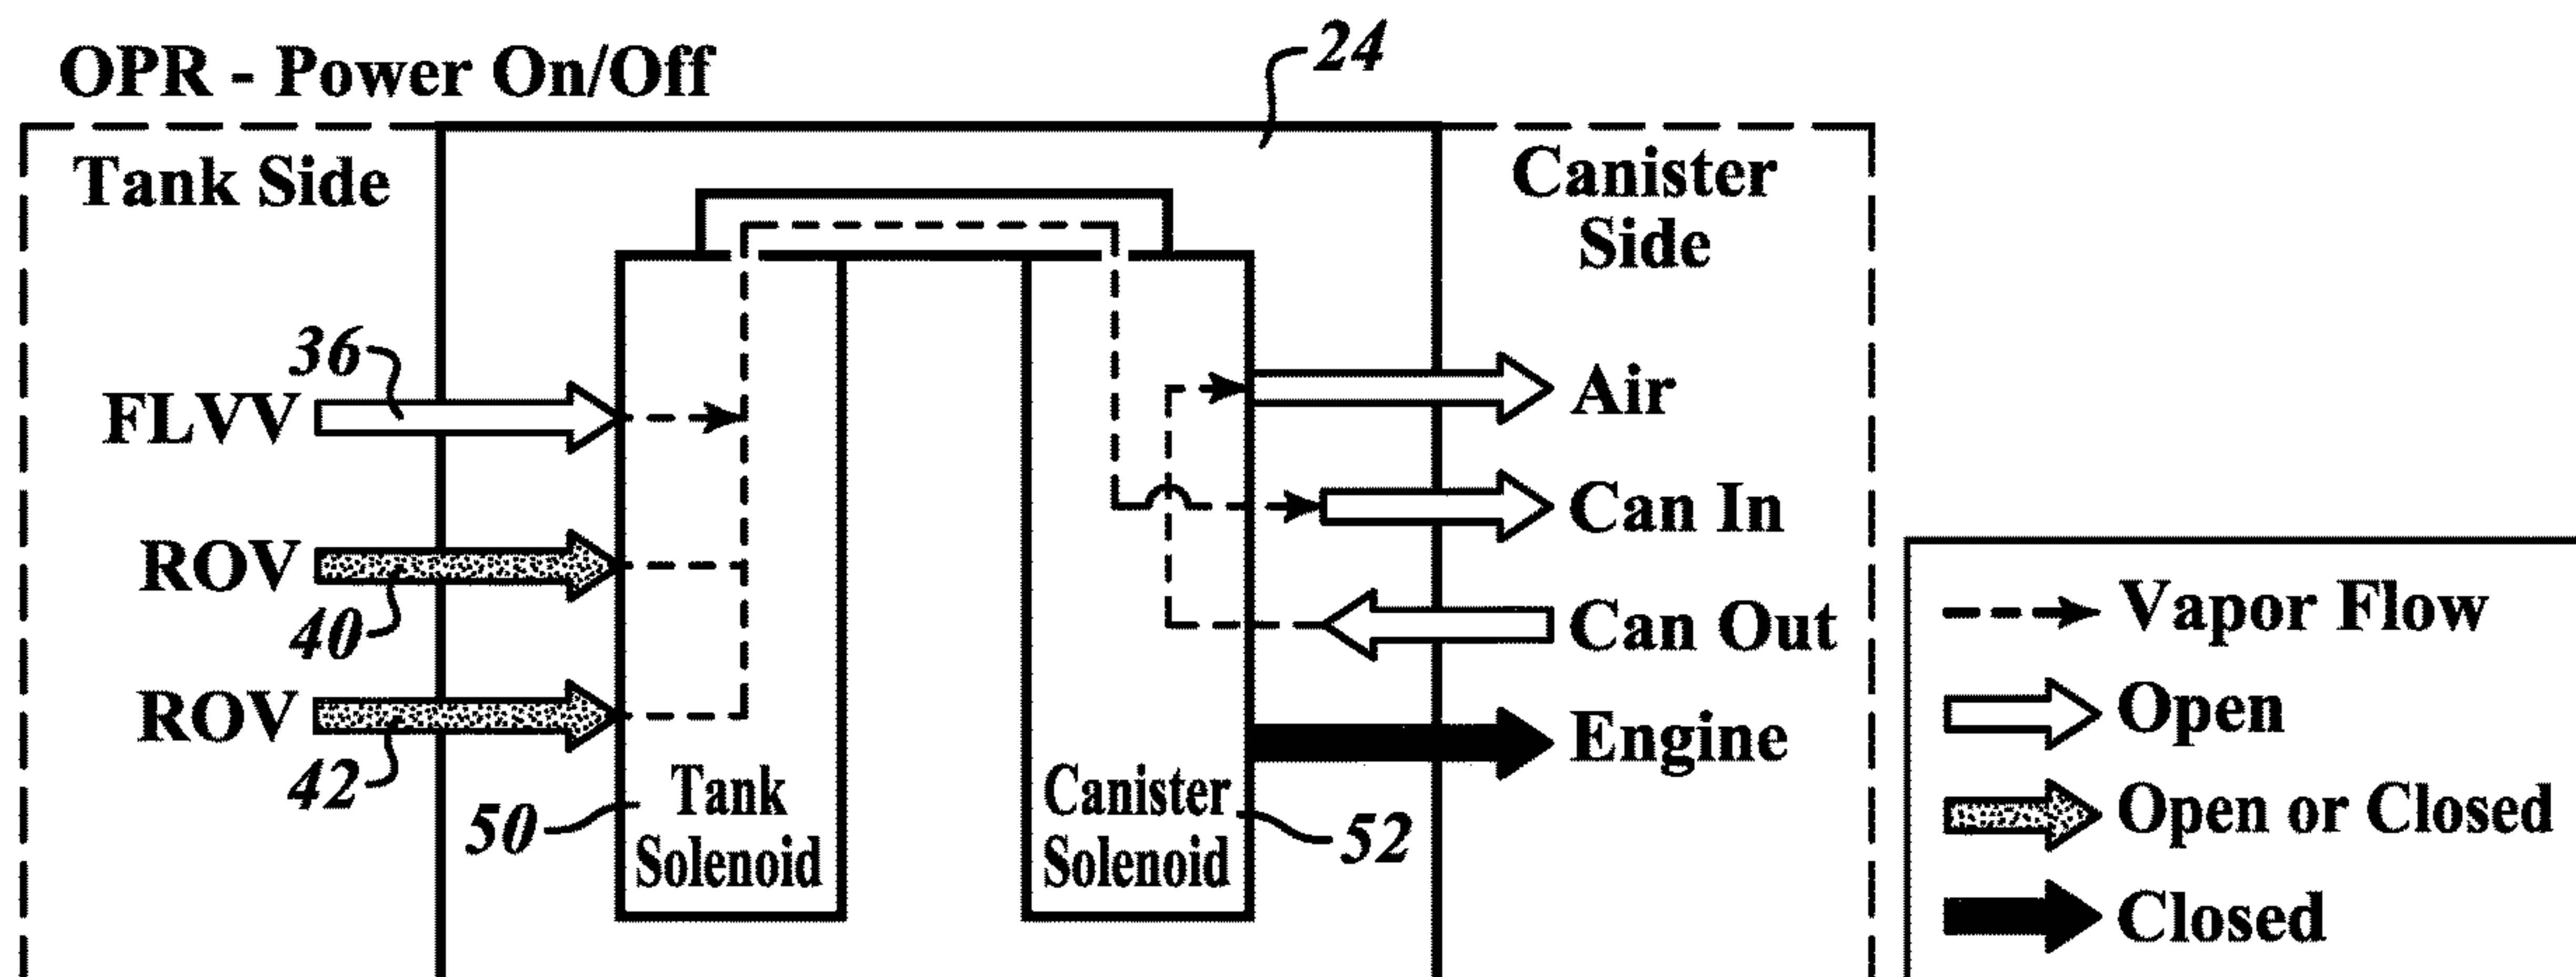 OPR - Power On/Off
24
Tank Side
Canister
Side
36
FLVV
Air
Can In
ROV
40
Can Out
ROV
42
Engine
50
Tank
Solenoid
Canister
Solenoid
52
Vapor Flow
Open
Open or Closed
Closed